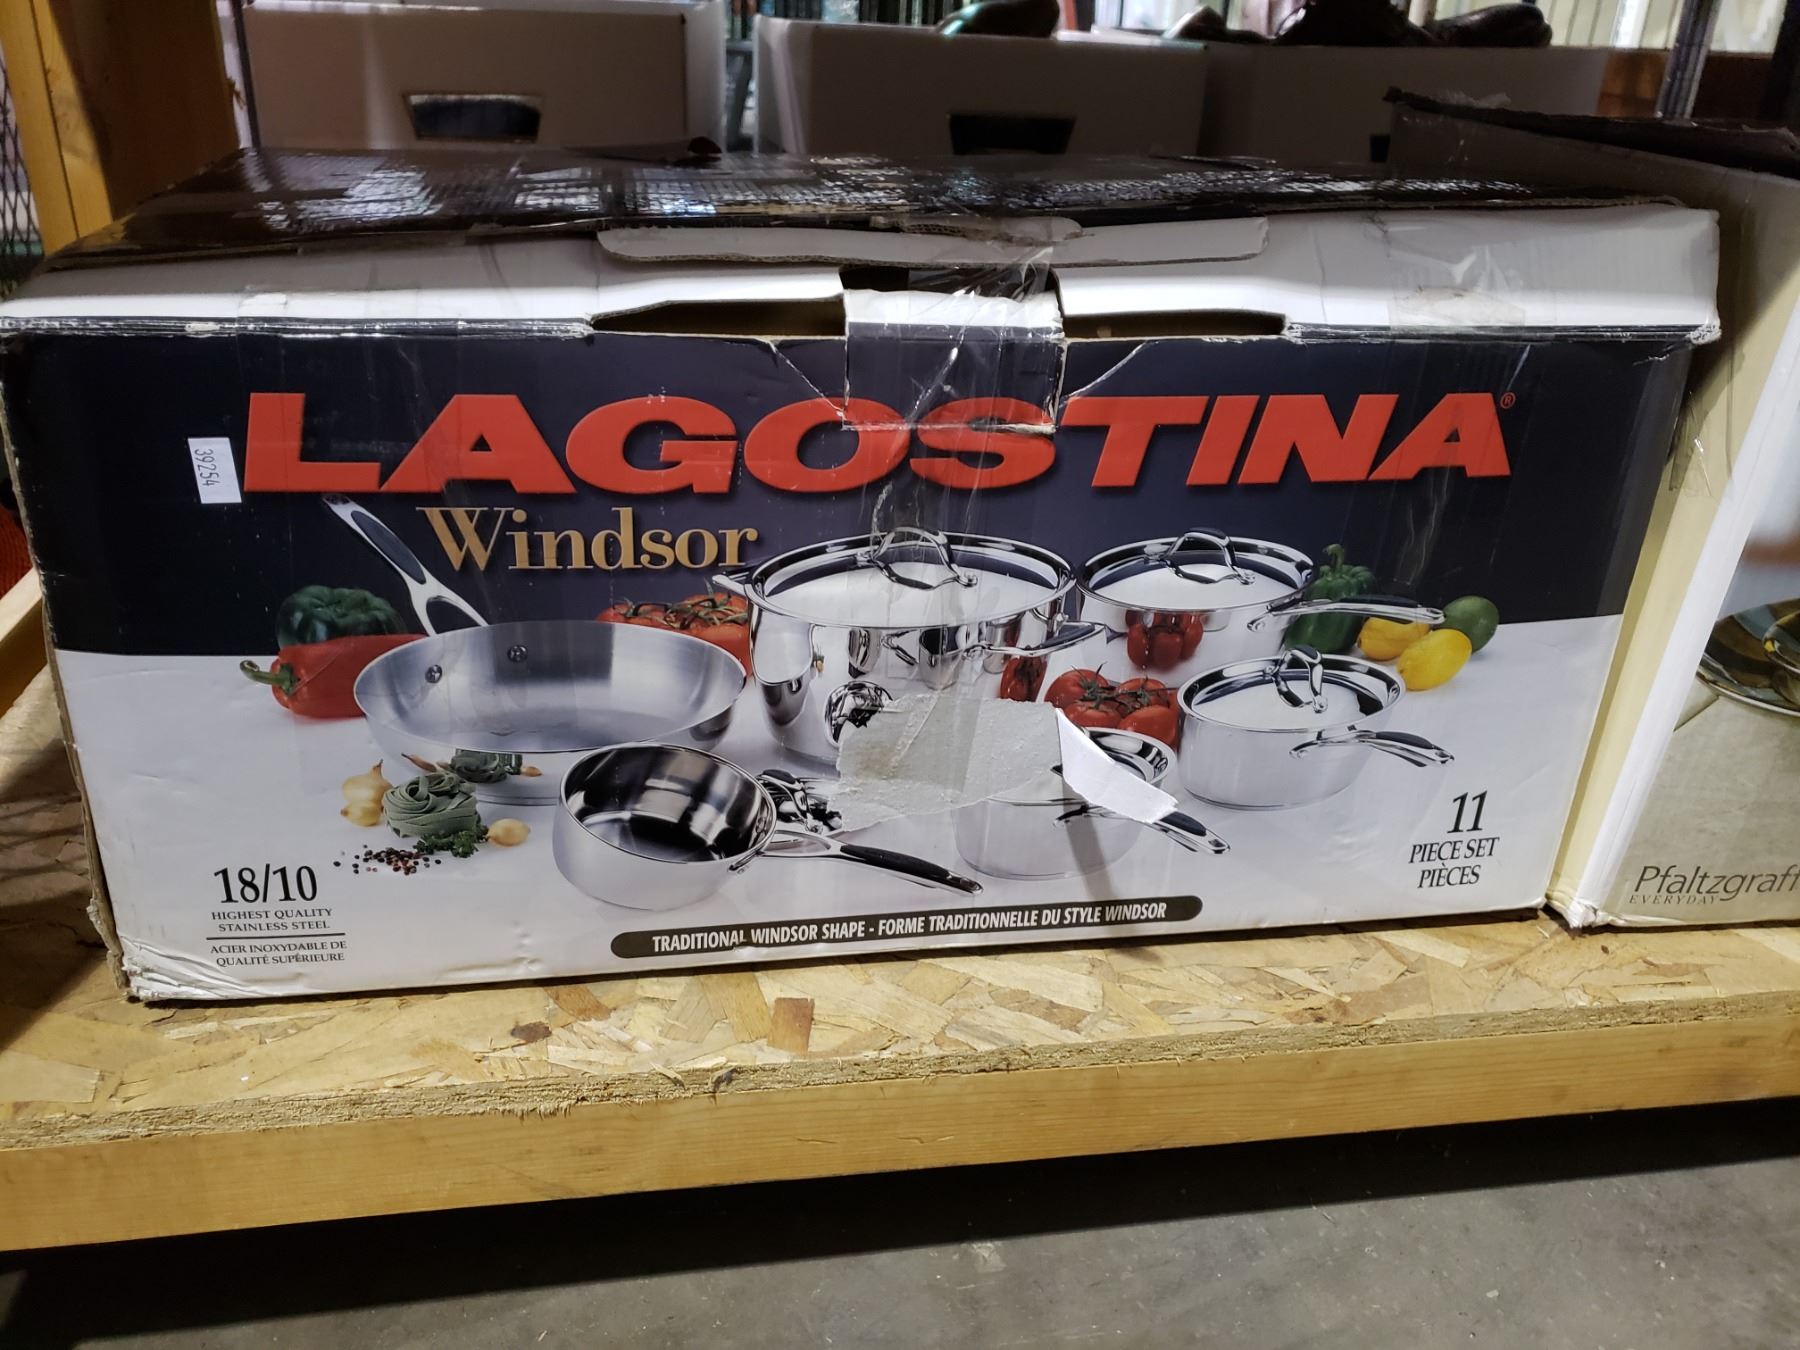 LAGOSTINA®
39254
Windsor
18/10
HIGHEST QUALITY
STAINLESS STEEL
ACIER INOXYDABLE DE
QUALITÉ SUPÉRIEURE
TRADITIONAL WINDSOR SHAPE - FORME TRADITIONNELLE DU STYLE WINDSOR
11
PIECE SET
PIÈCES
Pfaltzgraff
EVERYDAY